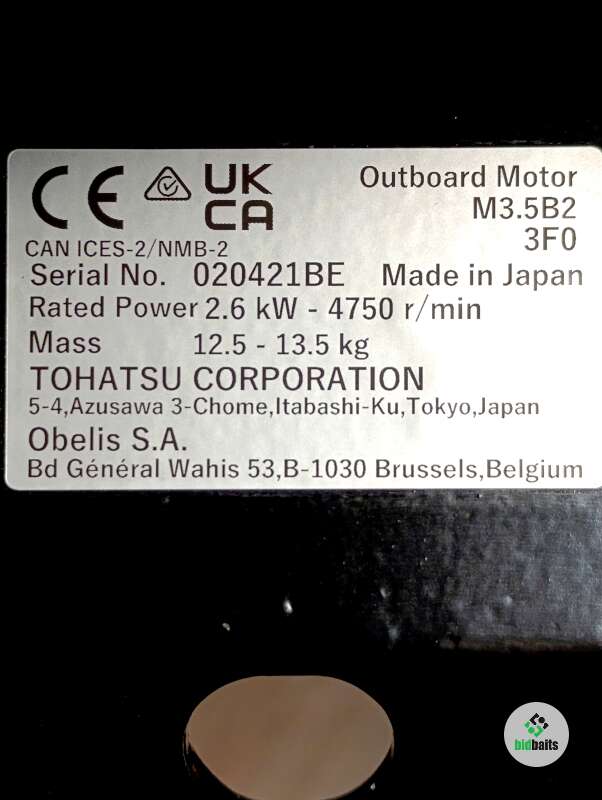 CE UK
CA
Outboard Motor
M3.5B2
3F0
CAN ICES-2/NMB-2
Serial No. 020421BE Made in Japan
Rated Power 2.6 kW - 4750 r/min
Mass 12.5 - 13.5 kg
TOHATSU CORPORATION
5-4,Azusawa 3-Chome,Itabashi-Ku,Tokyo,Japan
Obelis S.A.
Bd Général Wahis 53,B-1030 Brussels,Belgium
bidbaits